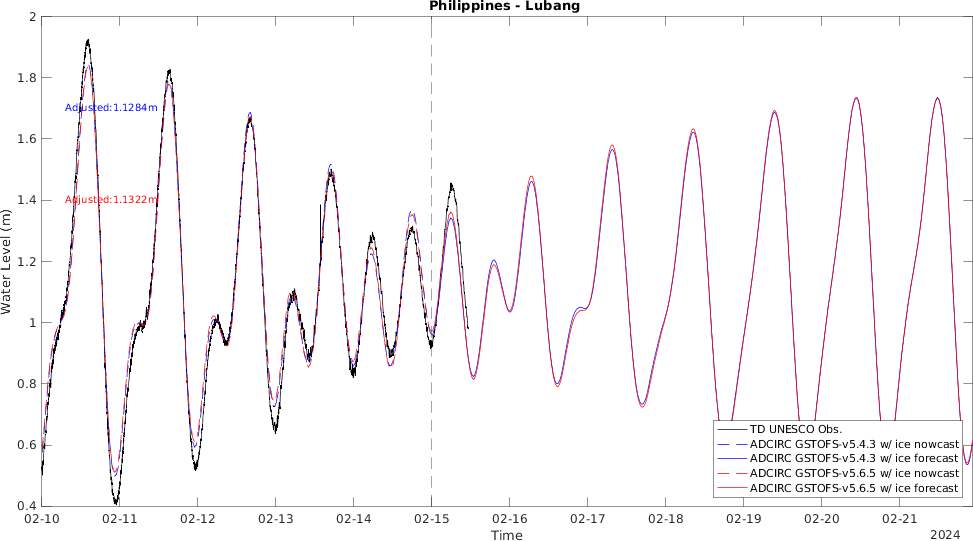 Philippines - Lubang
2
1.8
1.6
1.4
1.2
1
0.8
0.6
0.4
Water Level (m)
Adjusted:1.1284m
Adjusted:1.1322m
TD UNESCO Obs.
ADCIRC GSTOFS-v5.4.3 w/ ice nowcast
ADCIRC GSTOFS-v5.4.3 w/ ice forecast
ADCIRC GSTOFS-v5.6.5 w/ ice nowcast
ADCIRC GSTOFS-v5.6.5 w/ ice forecast
02-10 02-11 02-12 02-13 02-14 02-15 02-16 02-17 02-18 02-19 02-20 02-21
Time
2024